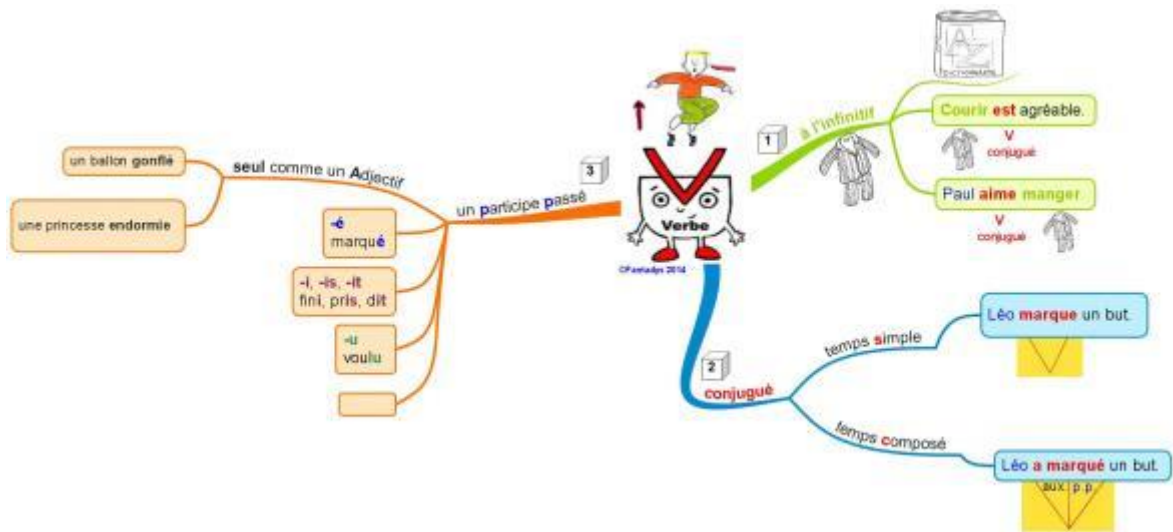 DICTIONNAIRE
1
à l'infinitif
Courir est agréable.
V
conjugué
Paul aime manger
V
conjugué
Verbe
©Fantadys 2014
2
conjugué
temps simple
Léo marque un but.
temps composé
Léo a marqué un but.
aux. p.p.
3
un participe passé
seul comme un Adjectif
un ballon gonflé
une princesse endormie
-é
marqué
-i, -is, -it
fini, pris, dit
-u
voulu